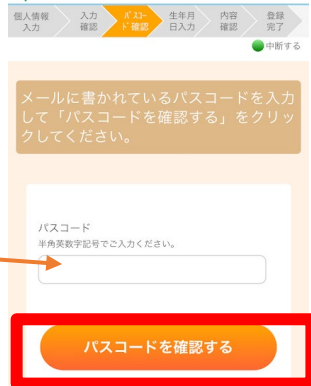 個人情報
入力
入力
確認
パスコー
ド確認
生年月
日入力
内容
確認
登録
完了
中断する
メールに書かれているパスコードを入力
して「パスコードを確認する」をクリッ
クしてください。
パスコード
半角英数字記号でご入力ください。
パスコードを確認する